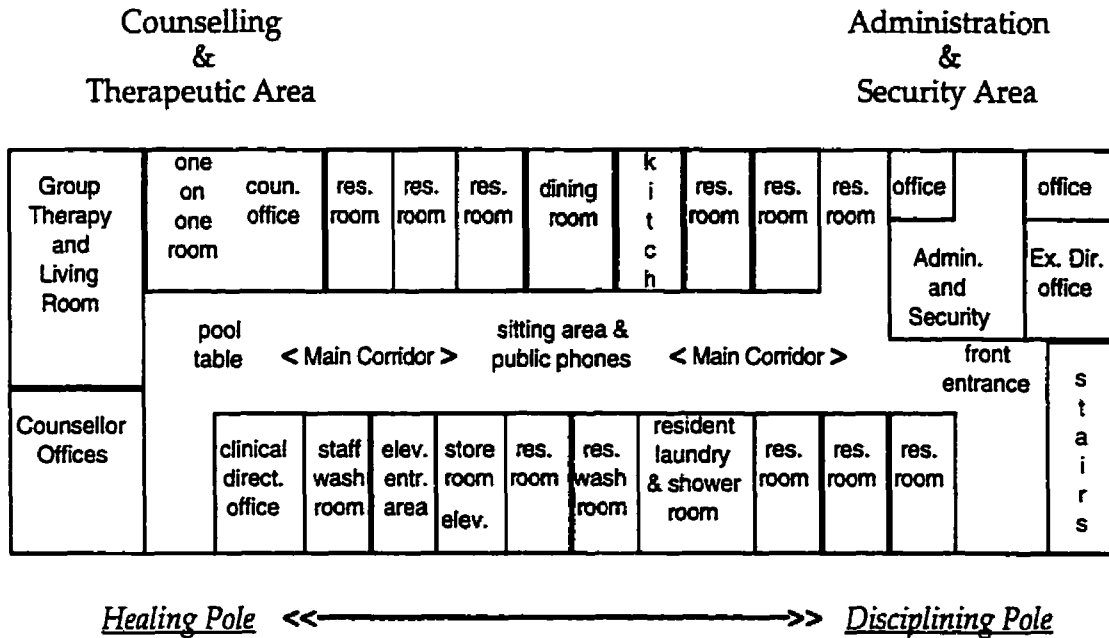 Counselling
&
Therapeutic Area
Administration
&
Security Area
Group
Therapy
and
Living
Room
one
on
one
room
coun.
office
res.
room
res.
room
res.
room
dining
room
k
i
t
c
h
res.
room
res.
room
res.
room
office
office
Admin.
and
Security
Ex. Dir.
office
pool
table
< Main Corridor >
sitting area &
public phones
< Main Corridor >
front
entrance
s
t
a
i
r
s
Counsellor
Offices
clinical
direct.
office
staff
wash
room
elev.
entr.
area
store
room
elev.
res.
room
res.
wash
room
resident
laundry
& shower
room
res.
room
res.
room
res.
room
Healing Pole <<---------->> Disciplining Pole